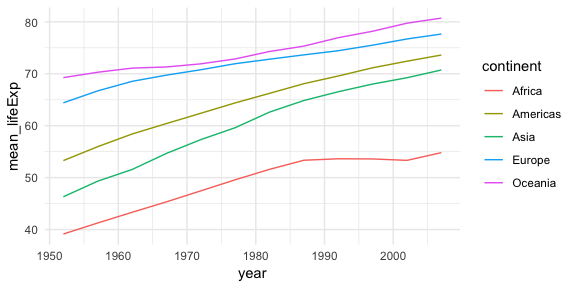 80
70
60
50
40
mean_lifeExp
1950
1960
1970
1980
1990
2000
year
continent
Africa
Americas
Asia
Europe
Oceania